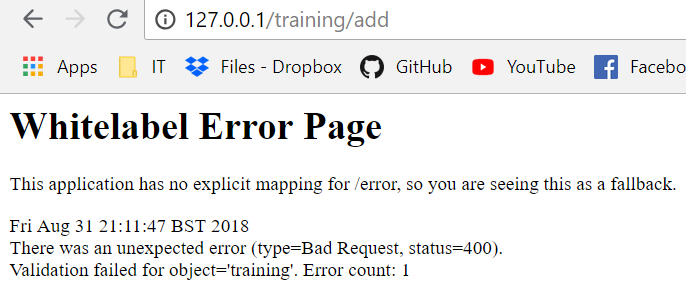 127.0.0.1/training/add
Apps IT Files - Dropbox GitHub YouTube Facebo
Whitelabel Error Page
This application has no explicit mapping for /error, so you are seeing this as a fallback.
Fri Aug 31 21:11:47 BST 2018
There was an unexpected error (type=Bad Request, status=400).
Validation failed for object='training'. Error count: 1